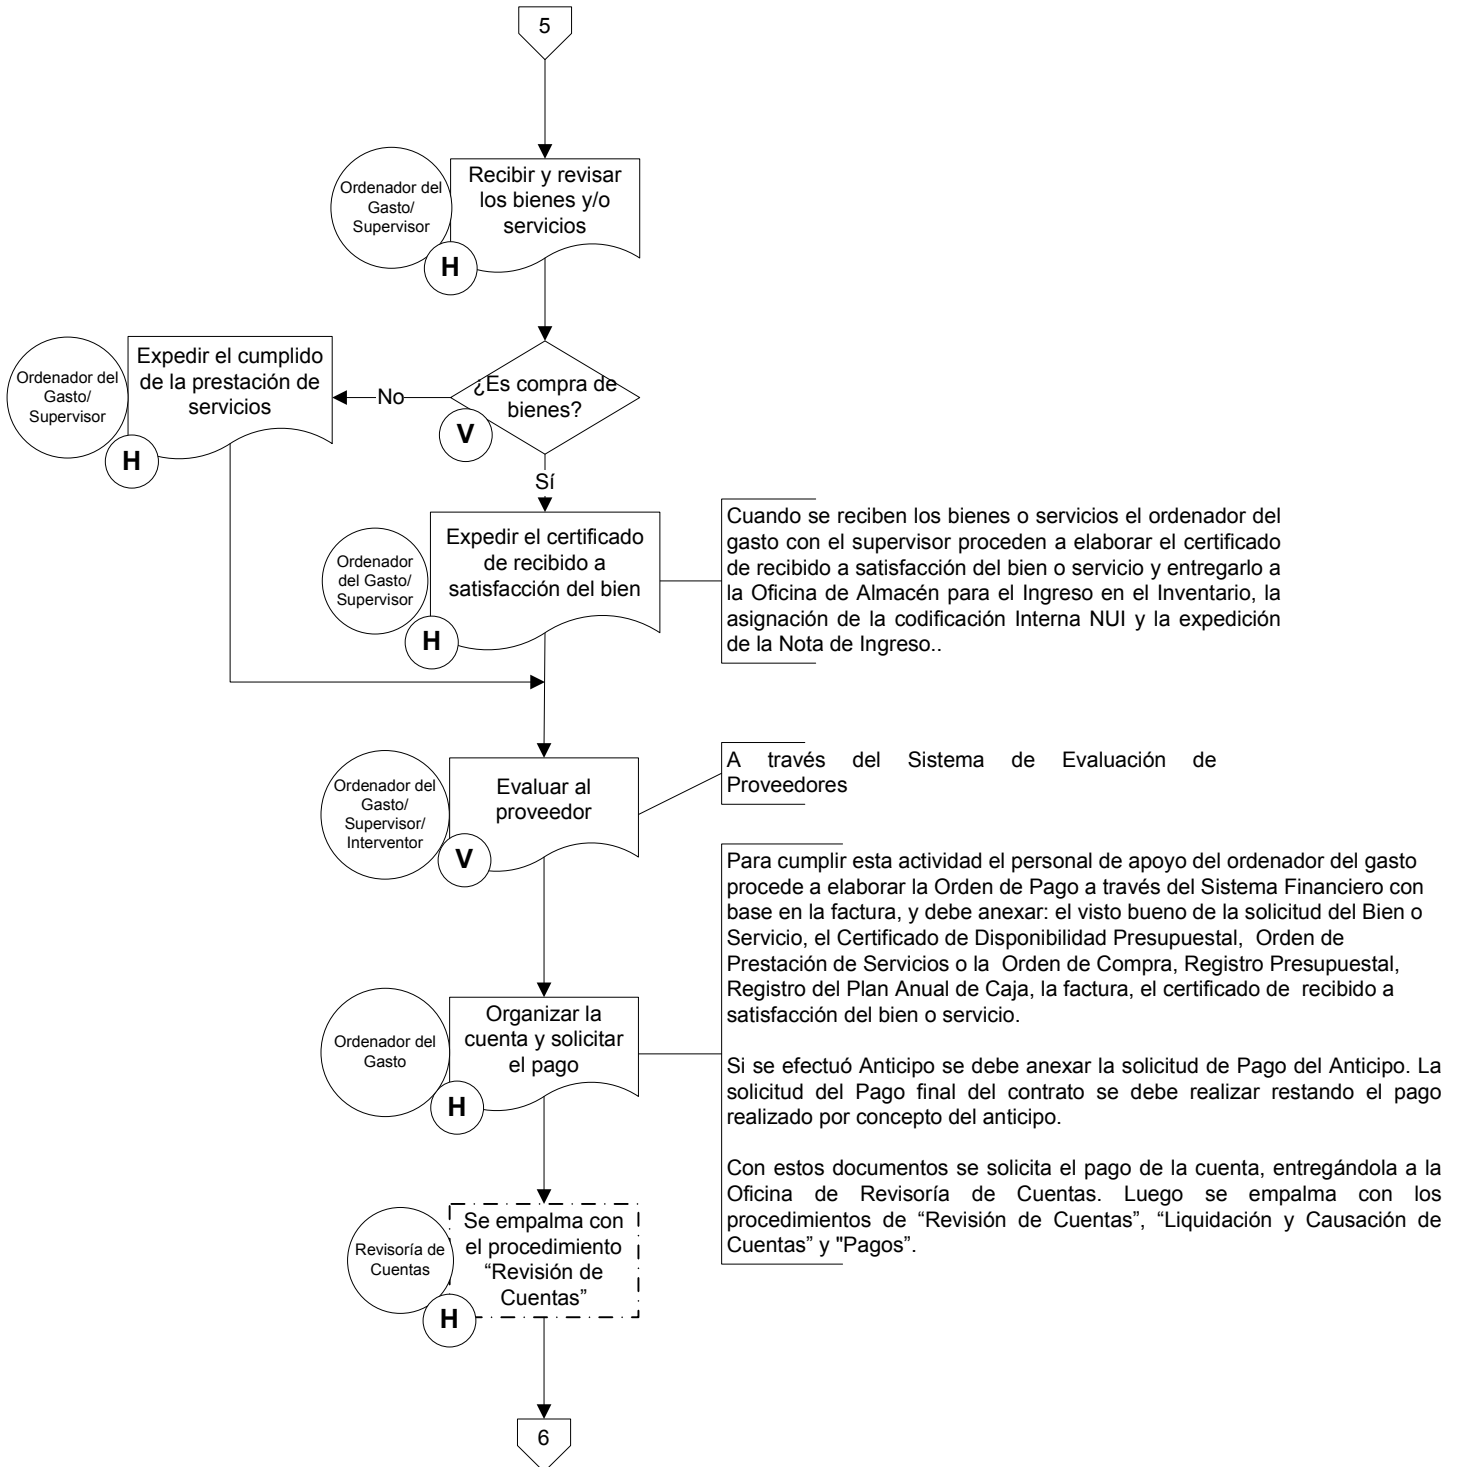 5
Ordenador del
Gasto/
Supervisor
Recibir y revisar
los bienes y/o
servicios
H
Ordenador del
Gasto/
Supervisor
Expedir el cumplido
de la prestación de
servicios
H
No
¿Es compra de
bienes?
V
Sí
Ordenador
del Gasto/
Supervisor
Expedir el certificado
de recibido a
satisfacción del bien
H
Cuando se reciben los bienes o servicios el ordenador del
gasto con el supervisor proceden a elaborar el certificado
de recibido a satisfacción del bien o servicio y entregarlo a
la Oficina de Almacén para el Ingreso en el Inventario, la
asignación de la codificación Interna NUI y la expedición
de la Nota de Ingreso..
Ordenador del
Gasto/
Supervisor/
Interventor
Evaluar al
proveedor
V
A través del Sistema de Evaluación de
Proveedores
Ordenador del
Gasto
Organizar la
cuenta y solicitar
el pago
H
Para cumplir esta actividad el personal de apoyo del ordenador del gasto
procede a elaborar la Orden de Pago a través del Sistema Financiero con
base en la factura, y debe anexar: el visto bueno de la solicitud del Bien o
Servicio, el Certificado de Disponibilidad Presupuestal, Orden de
Prestación de Servicios o la Orden de Compra, Registro Presupuestal,
Registro del Plan Anual de Caja, la factura, el certificado de recibido a
satisfacción del bien o servicio.
Si se efectuó Anticipo se debe anexar la solicitud de Pago del Anticipo. La
solicitud del Pago final del contrato se debe realizar restando el pago
realizado por concepto del anticipo.
Con estos documentos se solicita el pago de la cuenta, entregándola a la
Oficina de Revisoría de Cuentas. Luego se empalma con los
procedimientos de “Revisión de Cuentas”, “Liquidación y Causación de
Cuentas” y "Pagos”.
Revisoría de
Cuentas
Se empalma con
el procedimiento
“Revisión de
Cuentas”
H
6